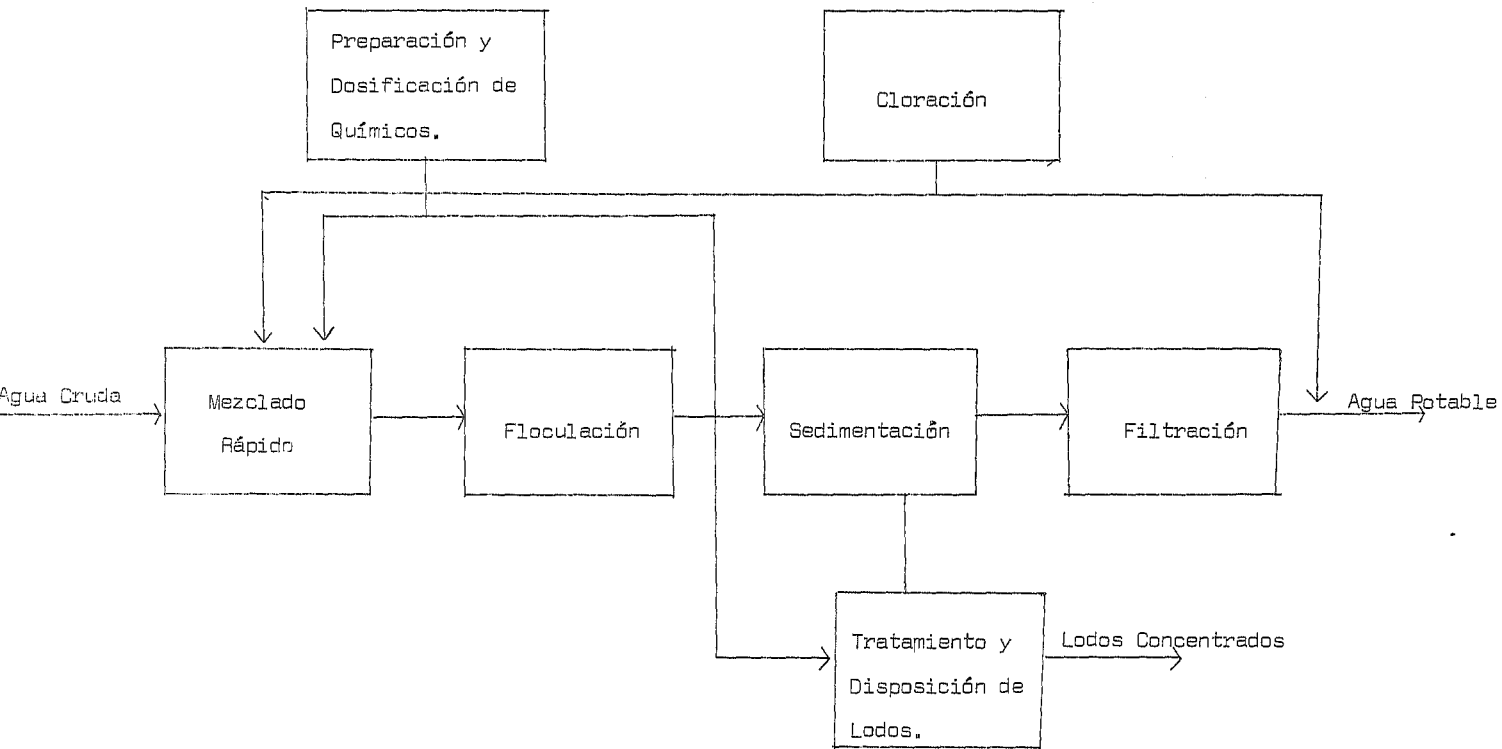 Preparación y
Dosificación de
Químicos.
Cloración
Agua Cruda
Mezclado
Rápido
Floculación
Sedimentación
Filtración
Agua Potable
Tratamiento y
Disposición de
Lodos.
Lodos Concentrados